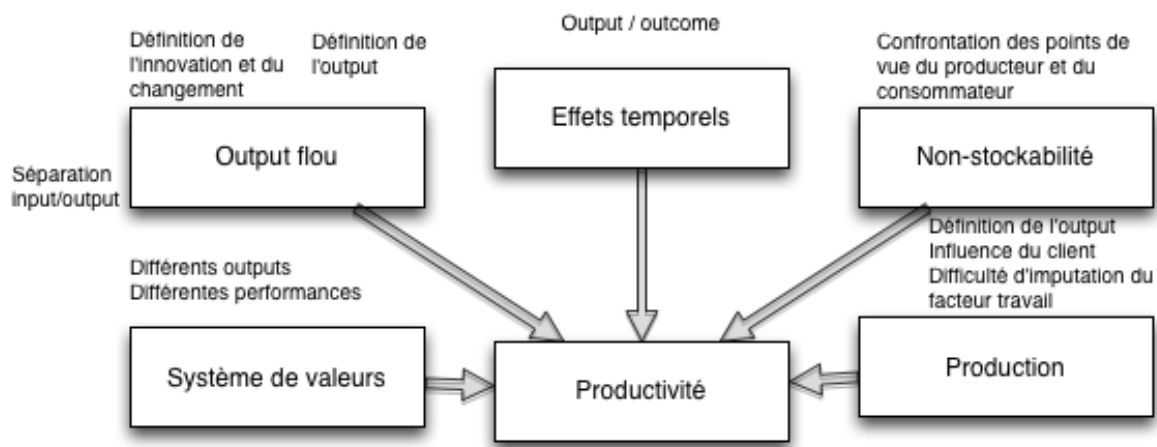 Définition de
l'innovation et du
changement
Définition de
l'output
Output flou
Séparation
input/output
Output / outcome
Effets temporels
Confrontation des points de
vue du producteur et du
consommateur
Non-stockabilité
Différents outputs
Différentes performances
Système de valeurs
Productivité
Définition de l'output
Influence du client
Difficulté d'imputation du
facteur travail
Production